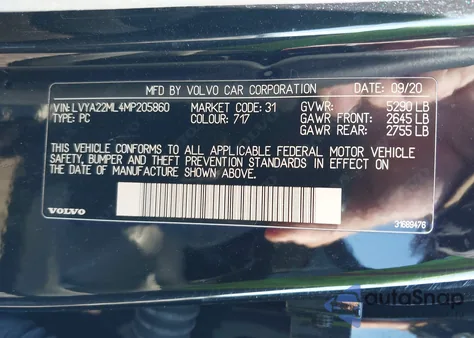 MFD BY VOLVO CAR CORPORATION DATE: 09/20
VIN: LVYA22ML4MP205860 MARKET CODE: 31 GVWR: 5290 LB
TYPE: PC COLOUR: 717 GAWR FRONT: 2645 LB
GAWR REAR: 2755 LB
THIS VEHICLE CONFORMS TO ALL APPLICABLE FEDERAL MOTOR VEHICLE
SAFETY, BUMPER AND THEFT PREVENTION STANDARDS IN EFFECT ON
THE DATE OF MANUFACTURE SHOWN ABOVE.
VOLVO 31689476
autoSnap